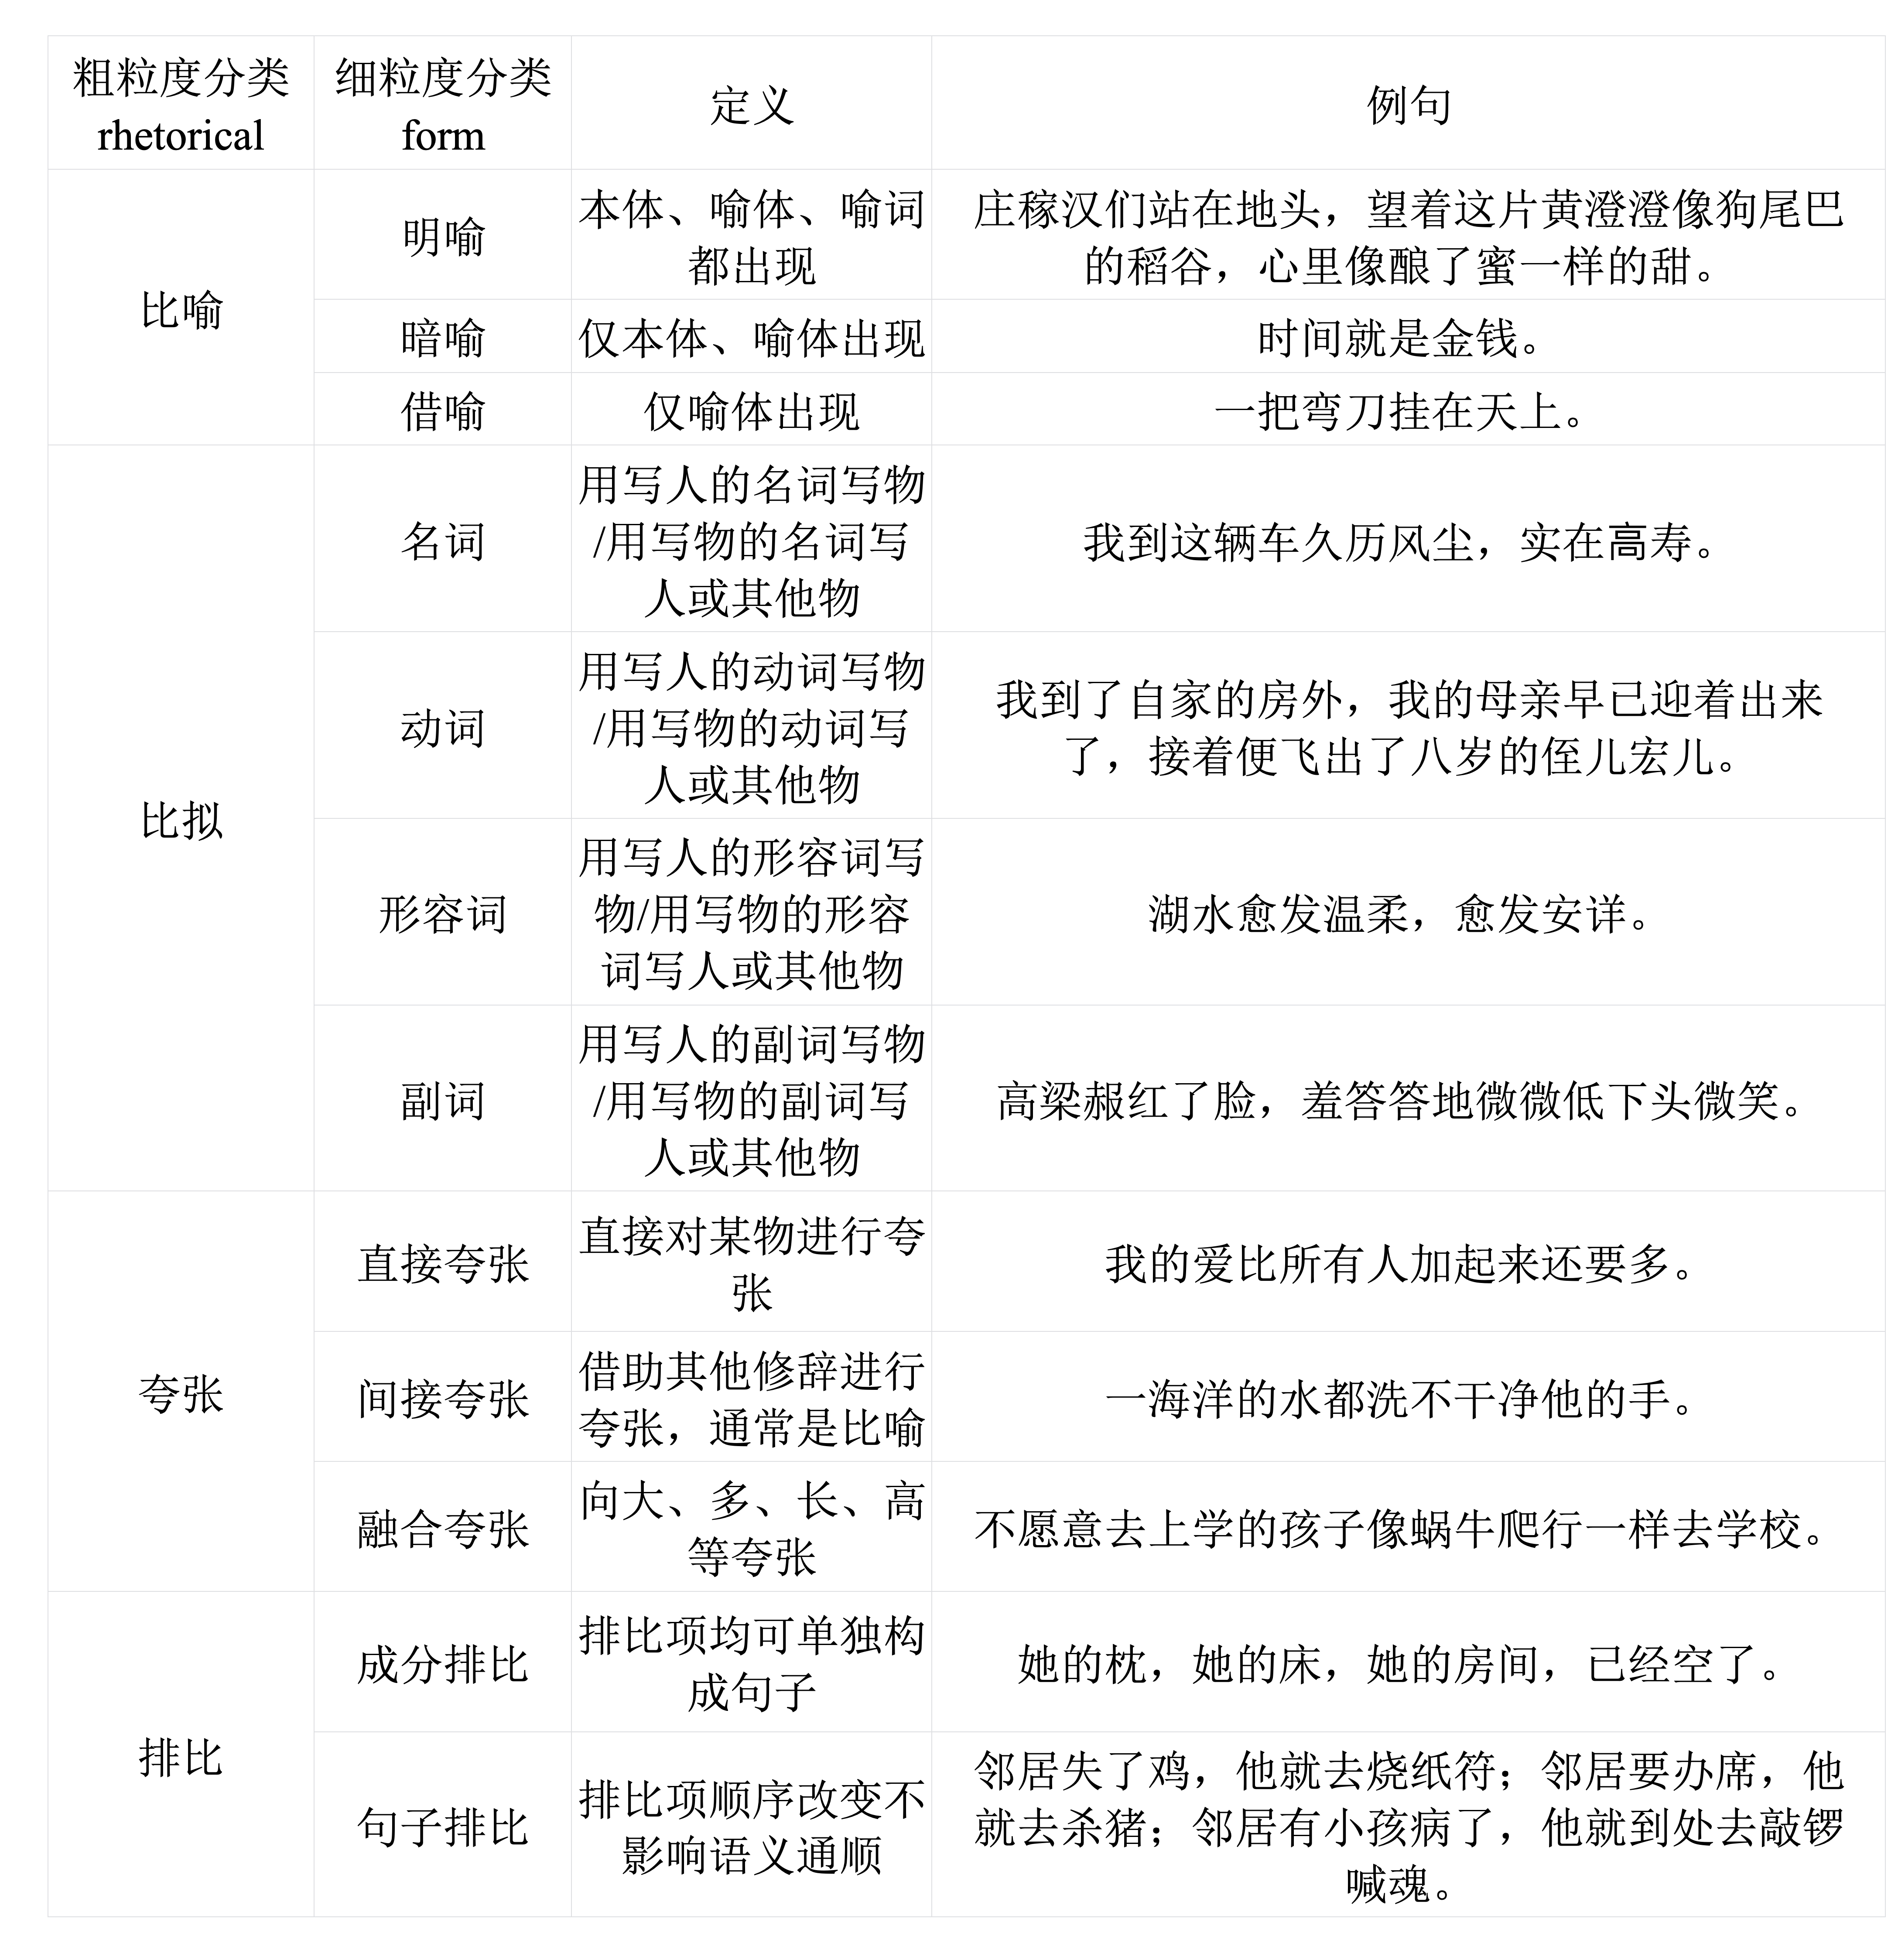 粗粒度分类
rhetorical
细粒度分类
form
定义
例句
比喻
明喻
本体、喻体、喻词
都出现
庄稼汉们站在地头，望着这片黄澄澄像狗尾巴
的稻谷，心里像酿了蜜一样的甜。
暗喻
仅本体、喻体出现
时间就是金钱。
借喻
仅喻体出现
一把弯刀挂在天上。
比拟
名词
用写人的名词写物
/用写物的名词写
人或其他物
我到这辆车久历风尘，实在高寿。
动词
用写人的动词写物
/用写物的动词写
人或其他物
我到了自家的房外，我的母亲早已迎着出来
了，接着便飞出了八岁的侄儿宏儿。
形容词
用写人的形容词写
物/用写物的形容
词写人或其他物
湖水愈发温柔，愈发安详。
副词
用写人的副词写物
/用写物的副词写
人或其他物
高梁赧红了脸，羞答答地微微低下头微笑。
夸张
直接夸张
直接对某物进行夸
张
我的爱比所有人加起来还要多。
间接夸张
借助其他修辞进行
夸张，通常是比喻
一海洋的水都洗不干净他的手。
融合夸张
向大、多、长、高
等夸张
不愿意去上学的孩子像蜗牛爬行一样去学校。
排比
成分排比
排比项均可单独构
成句子
她的枕，她的床，她的房间，已经空了。
句子排比
排比项顺序改变不
影响语义通顺
邻居失了鸡，他就去烧纸符；邻居要办席，他
就去杀猪；邻居有小孩病了，他就到处去敲锣
喊魂。